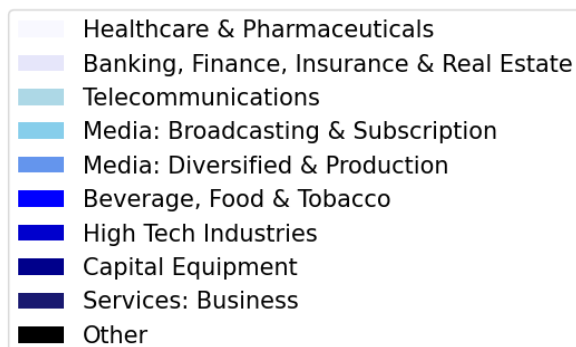 Healthcare & Pharmaceuticals
Banking, Finance, Insurance & Real Estate
Telecommunications
Media: Broadcasting & Subscription
Media: Diversified & Production
Beverage, Food & Tobacco
High Tech Industries
Capital Equipment
Services: Business
Other